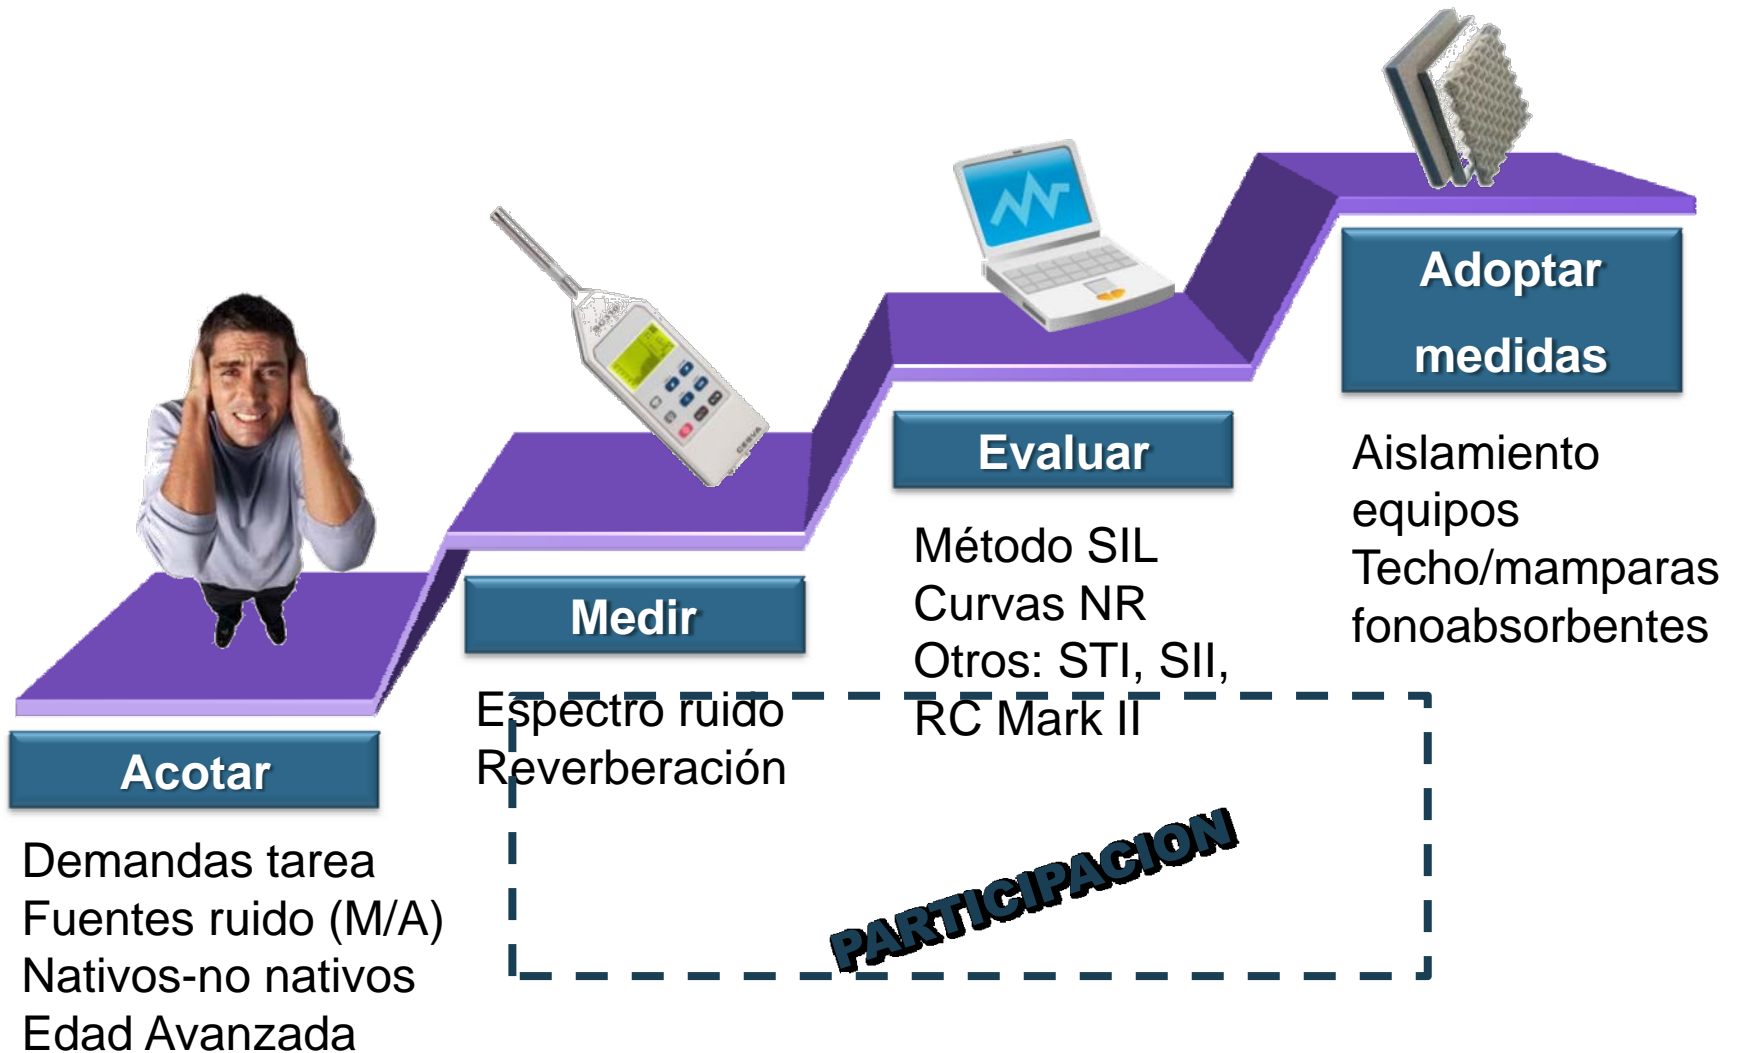 Acotar
Demandas tarea
Fuentes ruido (M/A)
Nativos-no nativos
Edad Avanzada
Medir
Espectro ruido
Reverberación
Evaluar
Método SIL
Curvas NR
Otros: STI, SII,
RC Mark II
Adoptar
medidas
Aislamiento
equipos
Techo/mamparas
fonoabsorbentes
PARTICIPACION
CESVA